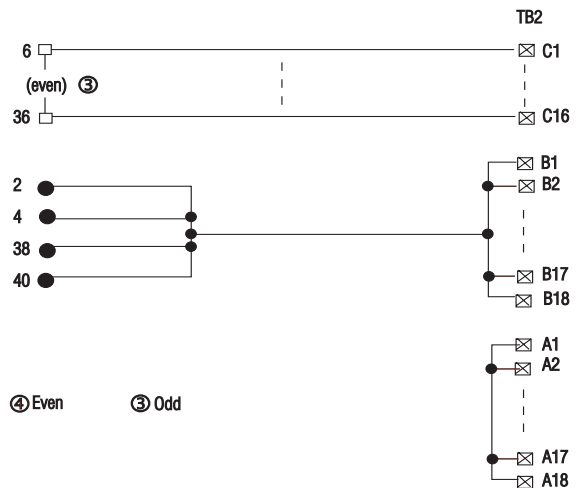 TB2
6 C1
(even) ③
36 C16
B1
2 B2
4
38
B17
40
B18
A1
A2
④ Even ③ Odd
A17
A18